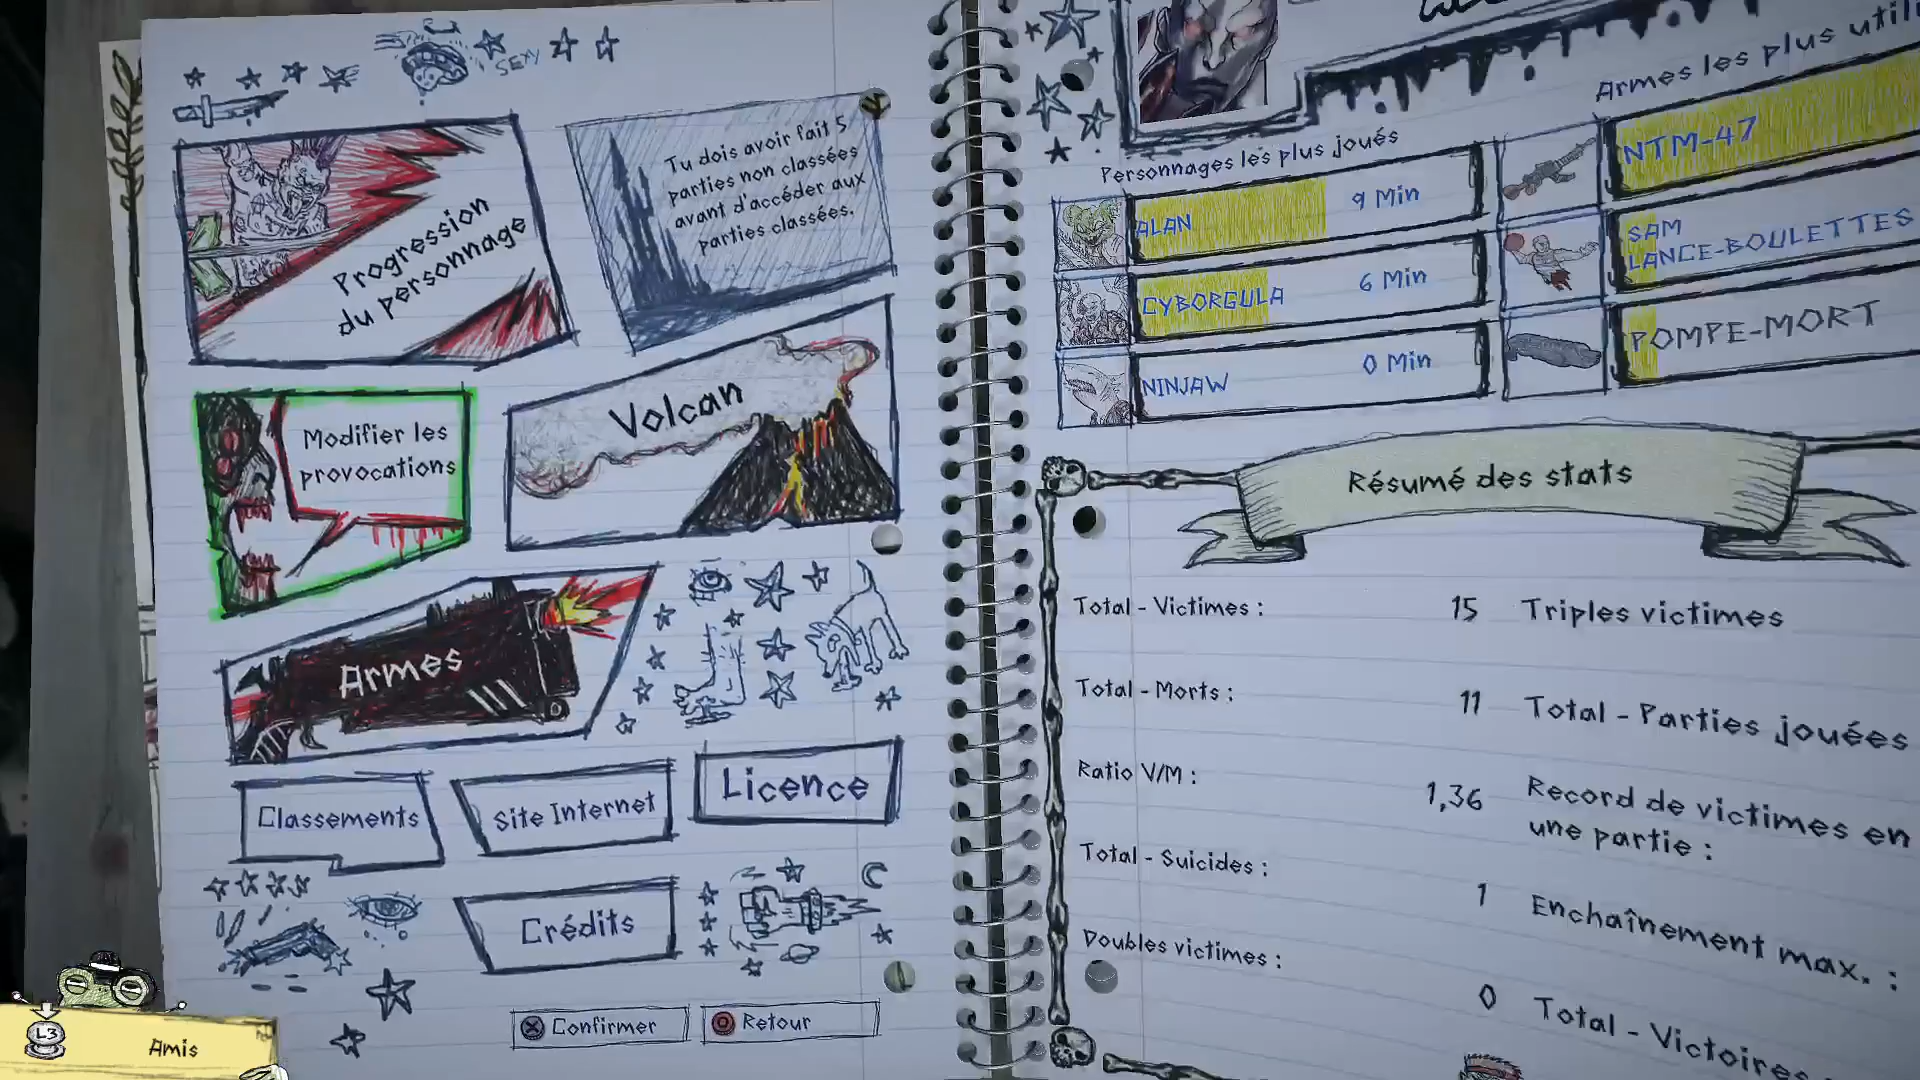 SEXY
Progression
du personnage
Tu dois avoir fait 5
parties non classées
avant d'accéder aux
parties classées.
Modifier les
provocations
Volcan
Armes
Classements
Site Internet
Licence
Crédits
Confirmer
Retour
L3
Amis
Personnages les plus joués
ALAN
9 Min
CYBORGULA
6 Min
NINJAW
0 Min
Armes les plus utili
NTM-47
SAM
LANCE-BOULETTES
POMPE-MORT
Résumé des stats
Total - Victimes :
15
Total - Morts :
11
Ratio V/M :
1,36
Total - Suicides :
1
Doubles victimes :
0
Triples victimes
Total - Parties jouées
Record de victimes en
une partie :
Enchaînement max. :
Total - Victoires